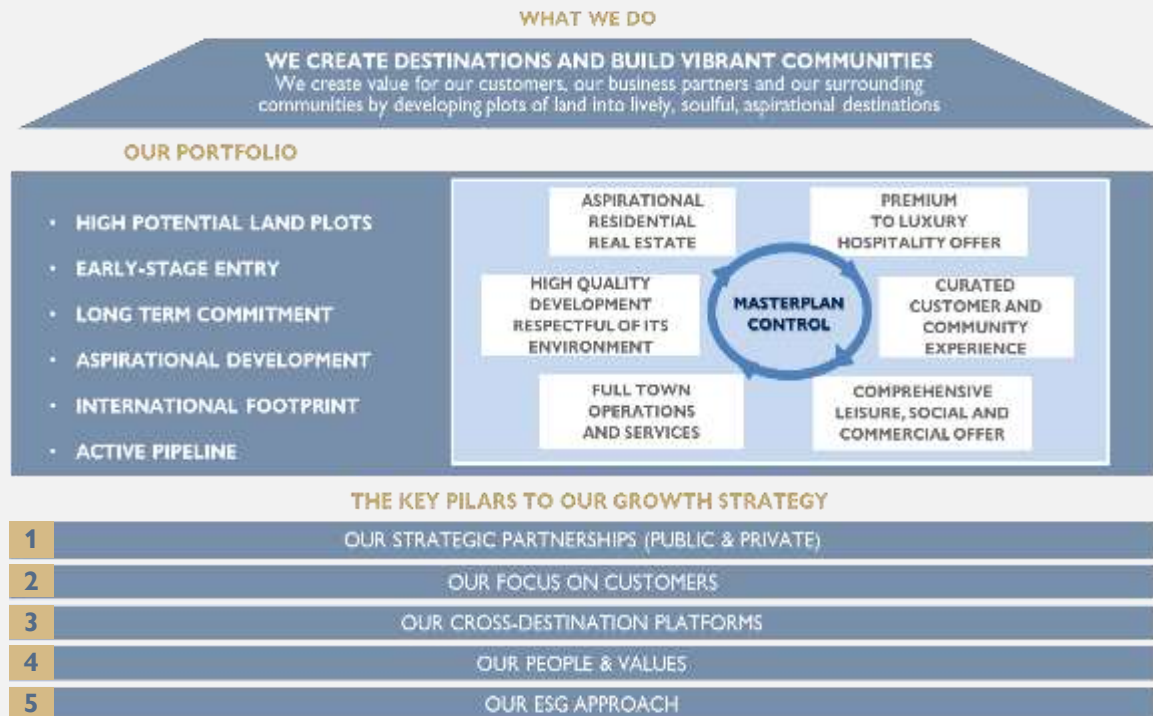 WHAT WE DO
WE CREATE DESTINATIONS AND BUILD VIBRANT COMMUNITIES
We create value for our customers, our business partners and our surrounding
communities by developing plots of land into lively, soulful, aspirational destinations
OUR PORTFOLIO
• HIGH POTENTIAL LAND PLOTS
• EARLY-STAGE ENTRY
• LONG TERM COMMITMENT
• ASPIRATIONAL DEVELOPMENT
• INTERNATIONAL FOOTPRINT
• ACTIVE PIPELINE
ASPIRATIONAL
RESIDENTIAL
REAL ESTATE
PREMIUM
TO LUXURY
HOSPITALITY OFFER
HIGH QUALITY
DEVELOPMENT
RESPECTFUL OF ITS
ENVIRONMENT
MASTERPLAN
CONTROL
CURATED
CUSTOMER AND
COMMUNITY
EXPERIENCE
FULL TOWN
OPERATIONS
AND SERVICES
COMPREHENSIVE
LEISURE, SOCIAL AND
COMMERCIAL OFFER
THE KEY PILARS TO OUR GROWTH STRATEGY
1 OUR STRATEGIC PARTNERSHIPS (PUBLIC & PRIVATE)
2 OUR FOCUS ON CUSTOMERS
3 OUR CROSS-DESTINATION PLATFORMS
4 OUR PEOPLE & VALUES
5 OUR ESG APPROACH